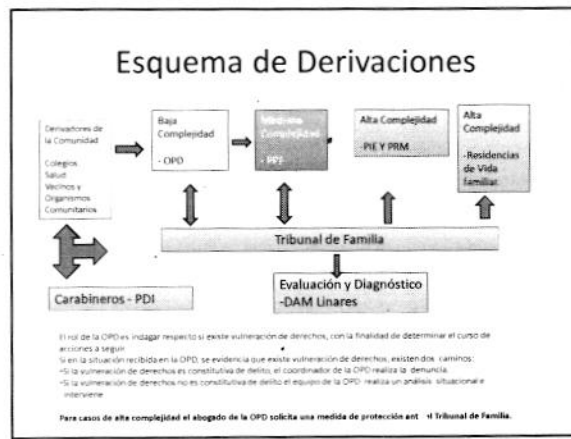 Esquema de Derivaciones
Derivadores de
la Comunidad
Colegios
Salud
Vecinos y
Organismos
Comunitarios
Baja
Complejidad
- OPD
Mediana
Complejidad
- PPF
Alta Complejidad
-PIE Y PRM
Alta
Complejidad
-Residencias
de Vida
familiar.
Tribunal de Familia
Carabineros - PDI
Evaluación y Diagnóstico
-DAM Linares
El rol de la OPD es indagar respecto si existe vulneración de derechos, con la finalidad de determinar el curso de
acciones a seguir
Si en la situación recibida en la OPD, se evidencia que existe vulneración de derechos, existen dos caminos:
-Si la vulneración de derechos es constitutiva de delito, el coordinador de la OPD realiza la denuncia.
-Si la vulneración de derechos no es constitutiva de delito el equipo de la OPD realiza un análisis situacional e
interviene
Para casos de alta complejidad el abogado de la OPD solicita una medida de protección ant el Tribunal de Familia.